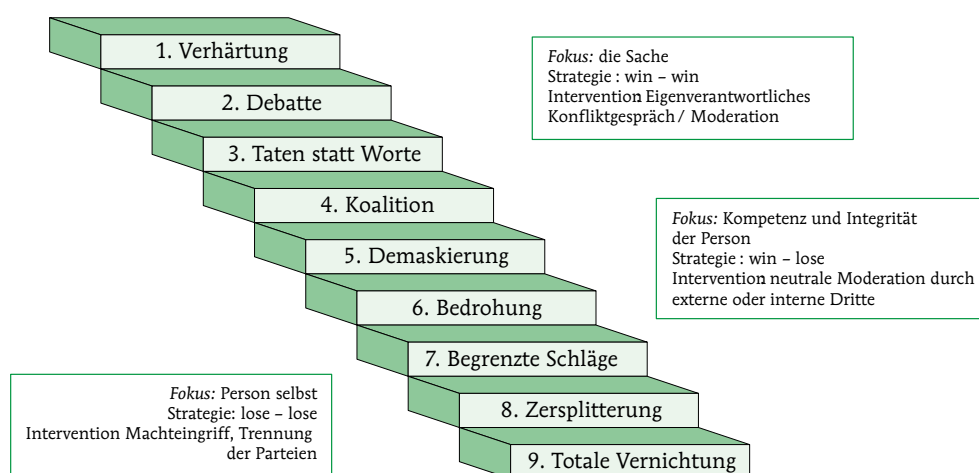 1. Verhärtung
2. Debatte
3. Taten statt Worte
4. Koalition
5. Demaskierung
6. Bedrohung
7. Begrenzte Schläge
8. Zersplitterung
9. Totale Vernichtung
Fokus: die Sache
Strategie : win – win
Intervention: Eigenverantwortliches
Konfliktgespräch / Moderation
Fokus: Kompetenz und Integrität
der Person
Strategie : win – lose
Intervention: neutrale Moderation durch
externe oder interne Dritte
Fokus: Person selbst
Strategie: lose – lose
Intervention Machteingriff, Trennung
der Parteien